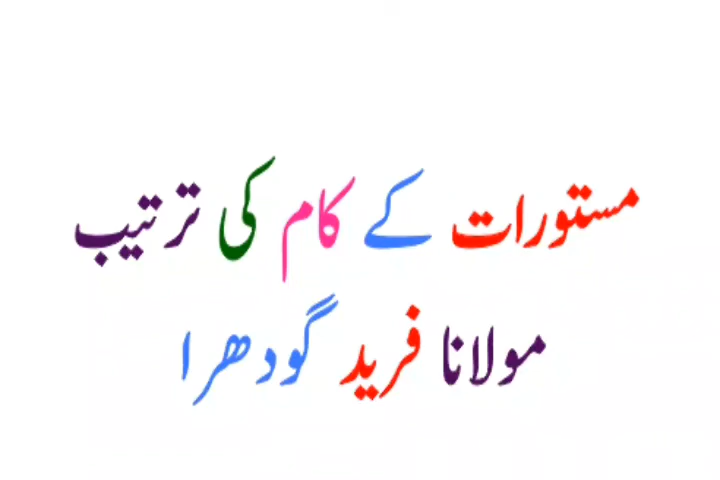 مستورات کے کام کی ترتیب
مولانا فرید گودھرا